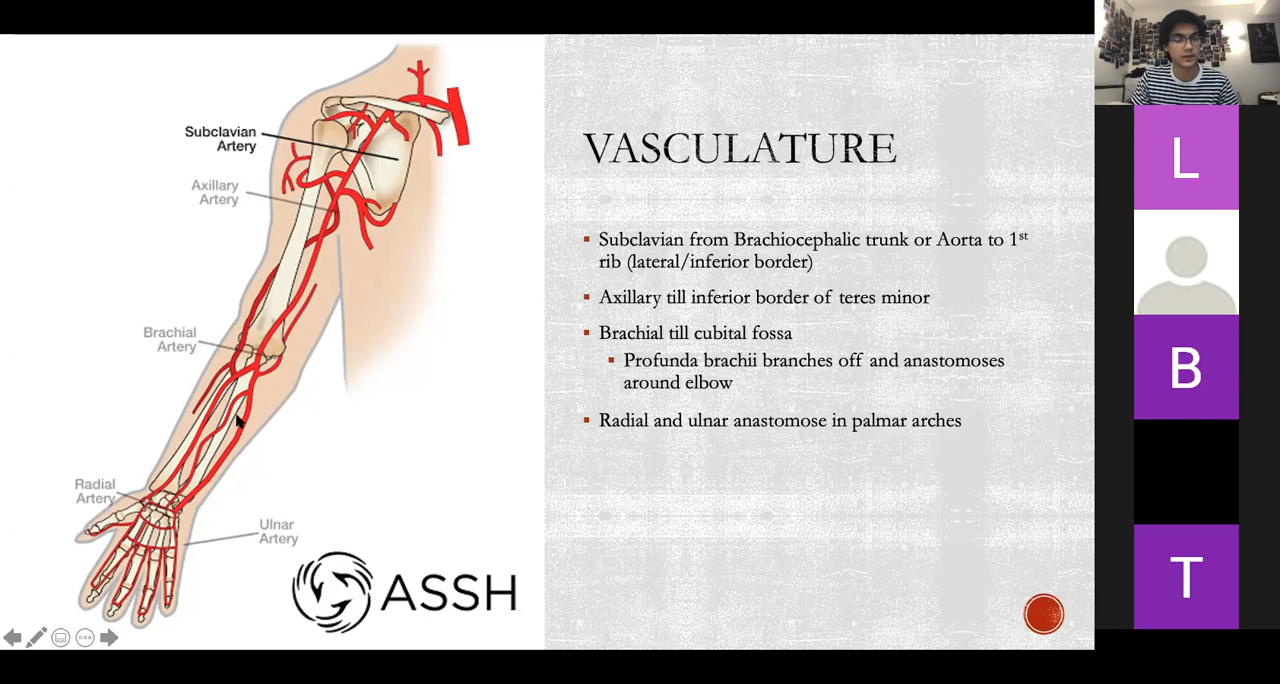 Subclavian
Artery
Axillary
Artery
Brachial
Artery
Radial
Artery
Ulnar
Artery
ASSH
VASCULATURE
Subclavian from Brachiocephalic trunk or Aorta to 1st
rib (lateral/inferior border)
Axillary till inferior border of teres minor
Brachial till cubital fossa
Profunda brachii branches off and anastomoses
around elbow
Radial and ulnar anastomose in palmar arches
L
B
T